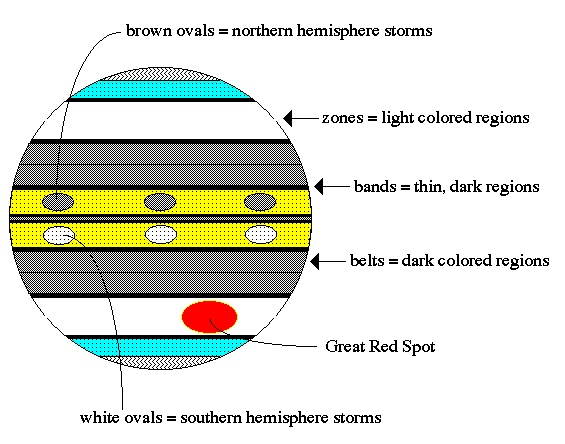 brown ovals = northern hemisphere storms
zones = light colored regions
bands = thin, dark regions
belts = dark colored regions
Great Red Spot
white ovals = southern hemisphere storms